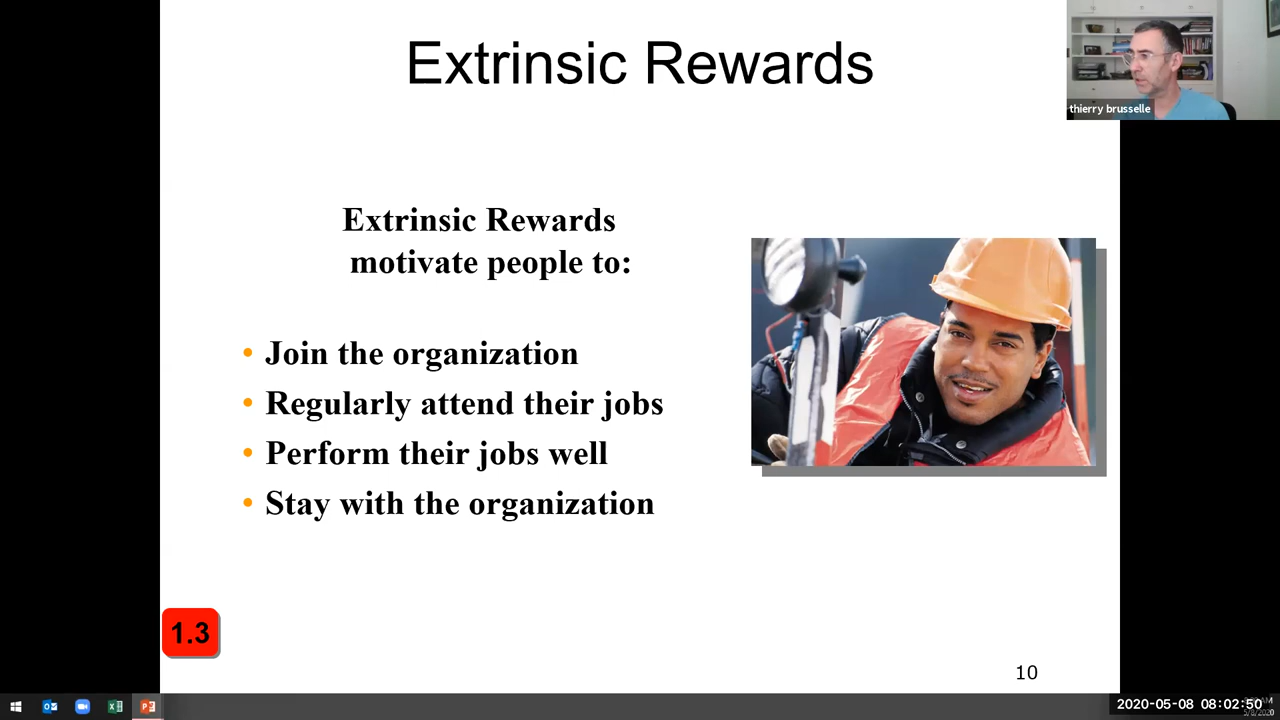 Extrinsic Rewards
thierry brusselle
Extrinsic Rewards
motivate people to:
• Join the organization
• Regularly attend their jobs
• Perform their jobs well
• Stay with the organization
1.3
10
2020-05-08 08:02:50